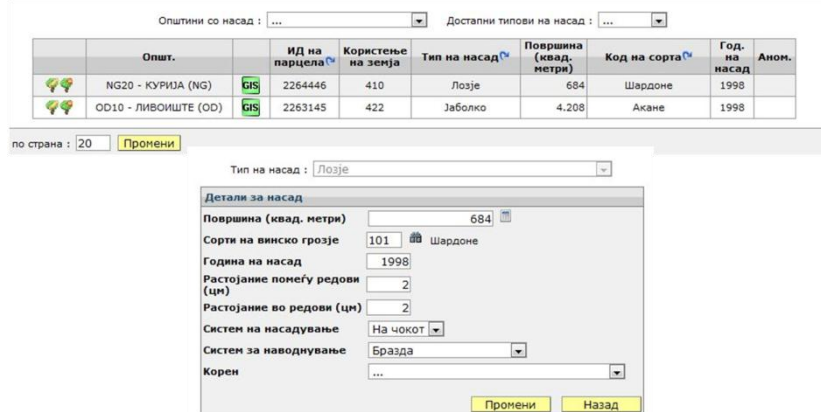 Општини со насад : ... Достапни типови на насад : ...
Општ. ИД на парцела Користење на земја Тип на насад Површина (квад. метри) Код на сорта Год. на насад Аном.
NG20 - КУРИЈА (NG) GIS 2264446 410 Лозје 684 Шардоне 1998
OD10 - ЛИВОИШТЕ (OD) GIS 2263145 422 Јаболко 4.208 Акане 1998
по страна : 20 Промени
Тип на насад : Лозје
Детали за насад
Површина (квад. метри) 684
Сорти на винско грозје 101 Шардоне
Година на насад 1998
Растојание помеѓу редови (цм) 2
Растојание во редови (цм) 2
Систем на насадување На чокот
Систем за наводнување Бразда
Корен ...
Промени Назад